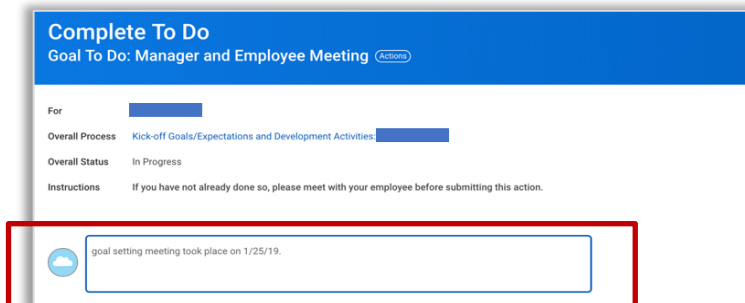 Complete To Do
Goal To Do: Manager and Employee Meeting Actions
For
Overall Process Kick-off Goals/Expectations and Development Activities:
Overall Status In Progress
Instructions If you have not already done so, please meet with your employee before submitting this action.
goal setting meeting took place on 1/25/19.